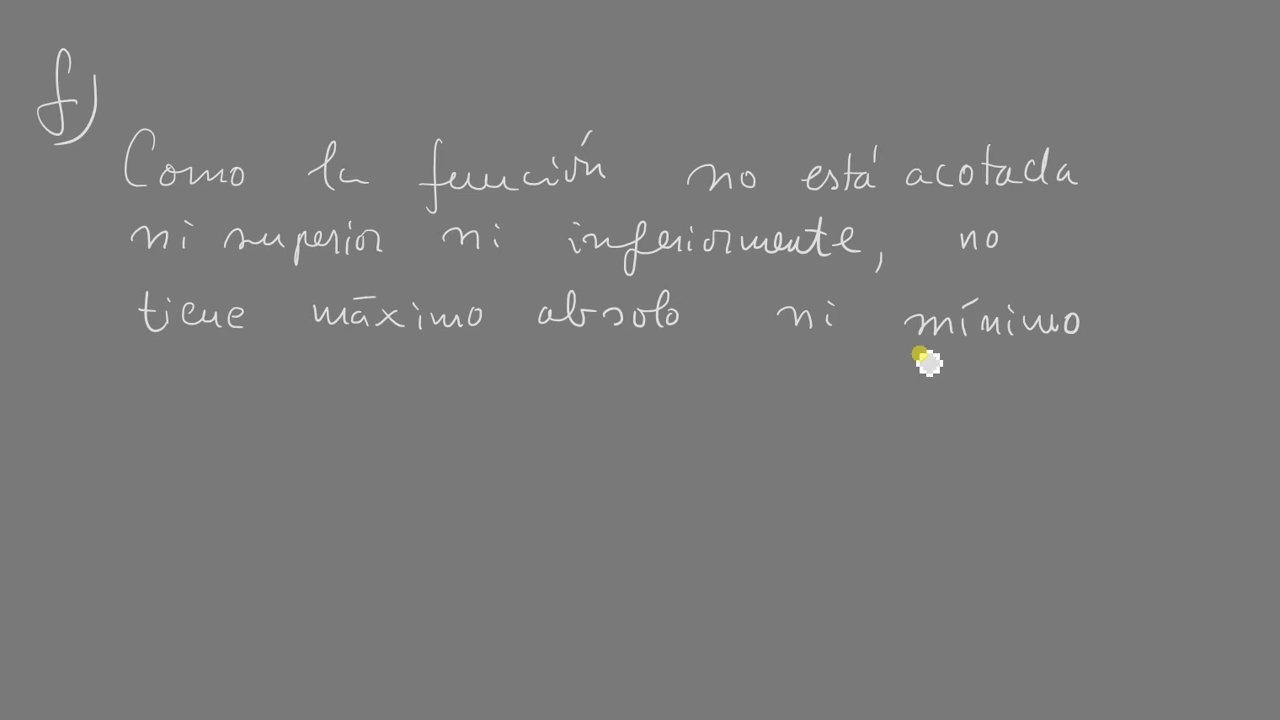 f)
Como la función no está acotada
ni superior ni inferiormente, no
tiene máximo absolo ni mínimo